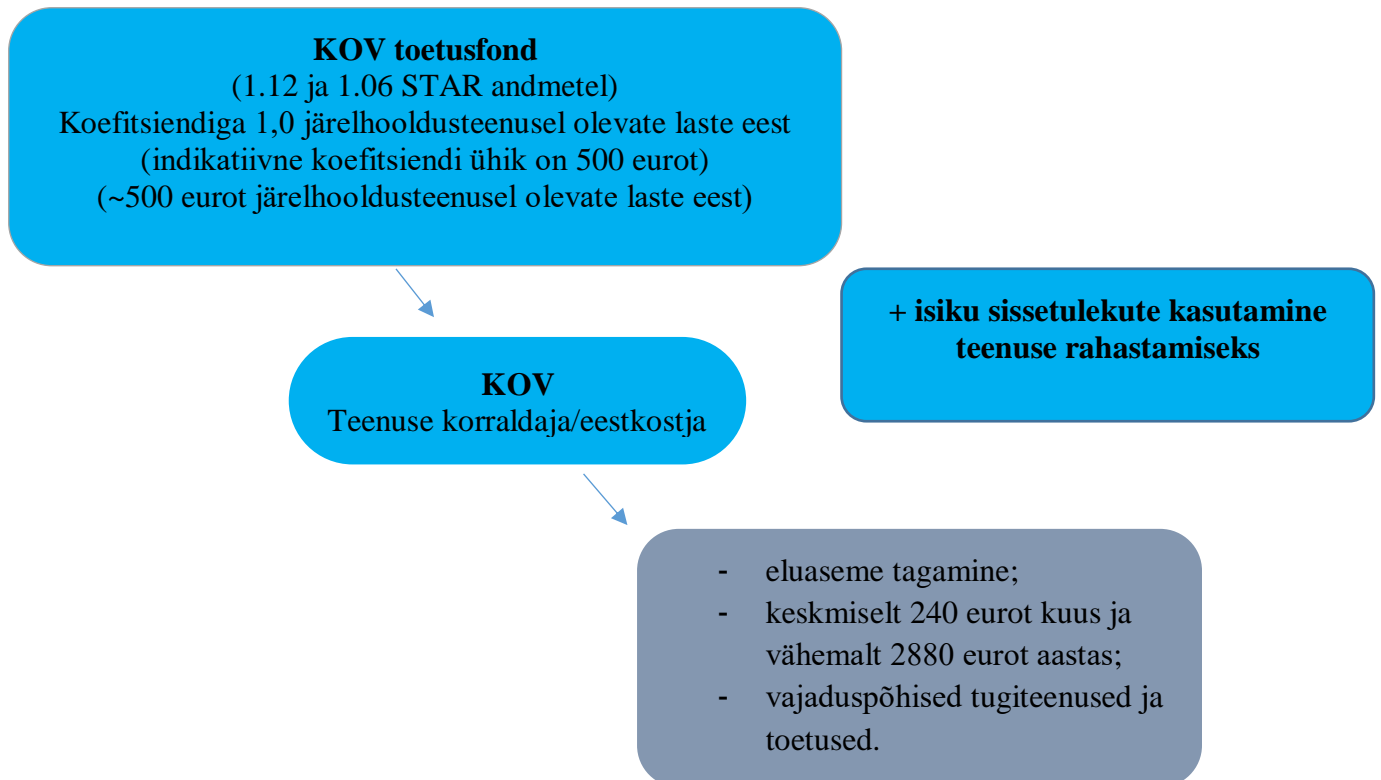 KOV toetusfond
(1.12 ja 1.06 STAR andmetel)
Koefitsiendiga 1,0 järelhooldusteenusel olevate laste eest
(indikatiivne koefitsiendi ühik on 500 eurot)
(~500 eurot järelhooldusteenusel olevate laste eest)
+ isiku sissetulekute kasutamine
teenuse rahastamiseks
KOV
Teenuse korraldaja/eestkostja
- eluaseme tagamine;
- keskmiselt 240 eurot kuus ja
vähemalt 2880 eurot aastas;
- vajaduspõhised tugiteenused ja
toetused.